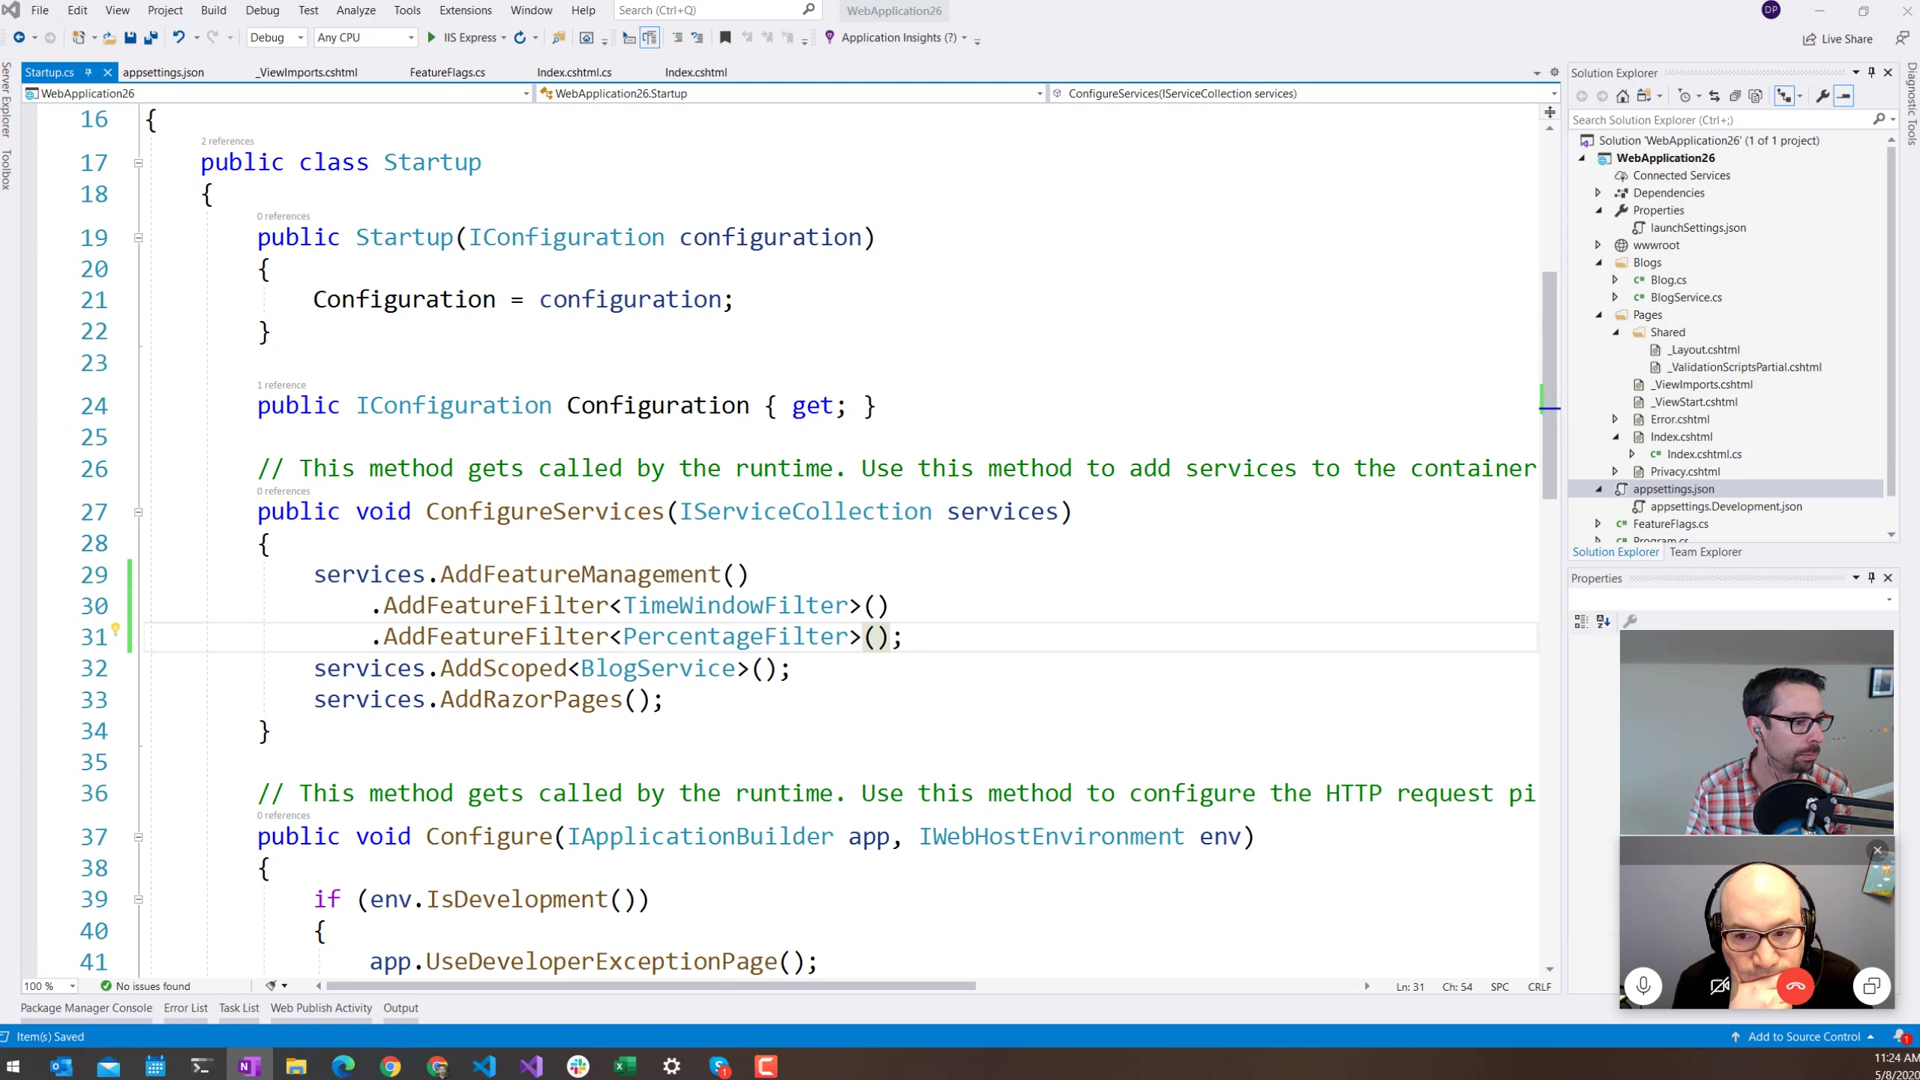 File Edit View Project Build Debug Test Analyze Tools Extensions Window Help Search (Ctrl+Q) WebApplication26 DP
Debug Any CPU IIS Express Application Insights (?) Live Share
Startup.cs appsettings.json _ViewImports.cshtml FeatureFlags.cs Index.cshtml.cs Index.cshtml
WebApplication26 WebApplication26.Startup ConfigureServices(IServiceCollection services)
Server Explorer
Toolbox
16 {
2 references
17 public class Startup
18 {
0 references
19 public Startup(IConfiguration configuration)
20 {
21 Configuration = configuration;
22 }
23
1 reference
24 public IConfiguration Configuration { get; }
25
26 // This method gets called by the runtime. Use this method to add services to the container
0 references
27 public void ConfigureServices(IServiceCollection services)
28 {
29 services.AddFeatureManagement()
30 .AddFeatureFilter<TimeWindowFilter>()
31 .AddFeatureFilter<PercentageFilter>();
32 services.AddScoped<BlogService>();
33 services.AddRazorPages();
34 }
35
36 // This method gets called by the runtime. Use this method to configure the HTTP request pi
0 references
37 public void Configure(IApplicationBuilder app, IWebHostEnvironment env)
38 {
39 if (env.IsDevelopment())
40 {
41 app.UseDeveloperExceptionPage();
100 % No issues found Ln: 31 Ch: 54 SPC CRLF
Package Manager Console Error List Task List Web Publish Activity Output
Item(s) Saved Add to Source Control 1
Solution Explorer
Search Solution Explorer (Ctrl+;)
Solution 'WebApplication26' (1 of 1 project)
WebApplication26
Connected Services
Dependencies
Properties
launchSettings.json
wwwroot
Blogs
Blog.cs
BlogService.cs
Pages
Shared
_Layout.cshtml
_ValidationScriptsPartial.cshtml
_ViewImports.cshtml
_ViewStart.cshtml
Error.cshtml
Index.cshtml
Index.cshtml.cs
Privacy.cshtml
appsettings.json
appsettings.Development.json
FeatureFlags.cs
Program.cs
Solution Explorer Team Explorer
Properties
Diagnostic Tools
11:24 AM
5/8/2020